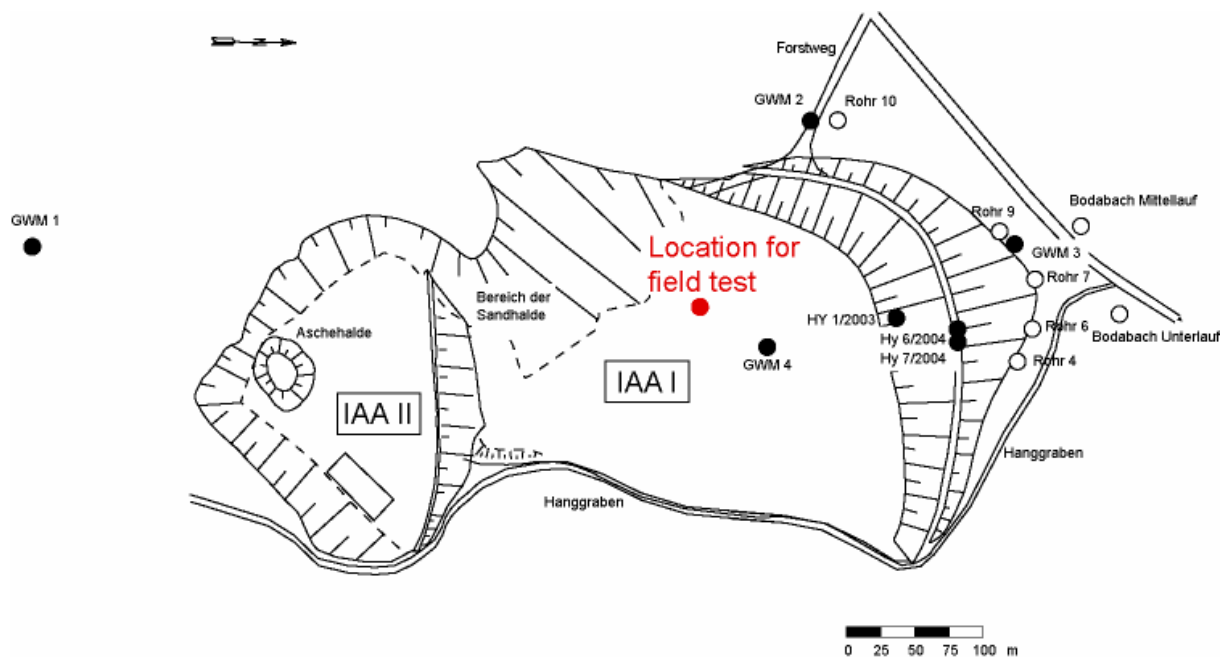 Forstweg
GWM 2
Rohr 10
GWM 1
Rohr 9
Bodabach Mittellauf
Location for
field test
GWM 3
Rohr 7
Bereich der
Sandhalde
Aschehalde
HY 1/2003
Hy 6/2004
Hy 7/2004
Rohr 6
Bodabach Unterlauf
GWM 4
Rohr 4
IAA I
IAA II
Hanggraben
Hanggraben
0 25 50 75 100 m